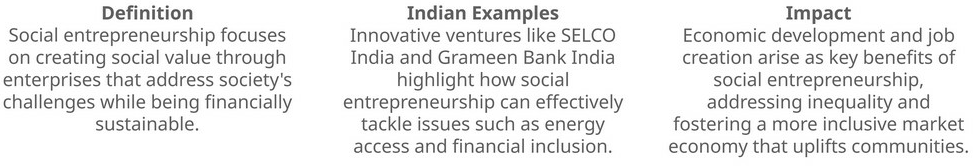 Definition
Social entrepreneurship focuses
on creating social value through
enterprises that address society's
challenges while being financially
sustainable.
Indian Examples
Innovative ventures like SELCO
India and Grameen Bank India
highlight how social
entrepreneurship can effectively
tackle issues such as energy
access and financial inclusion.
Impact
Economic development and job
creation arise as key benefits of
social entrepreneurship,
addressing inequality and
fostering a more inclusive market
economy that uplifts communities.